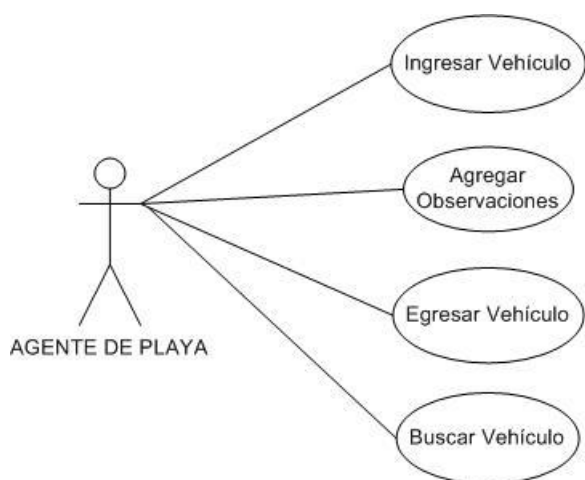 Ingresar Vehículo
Agregar
Observaciones
Egresar Vehículo
AGENTE DE PLAYA
Buscar Vehículo